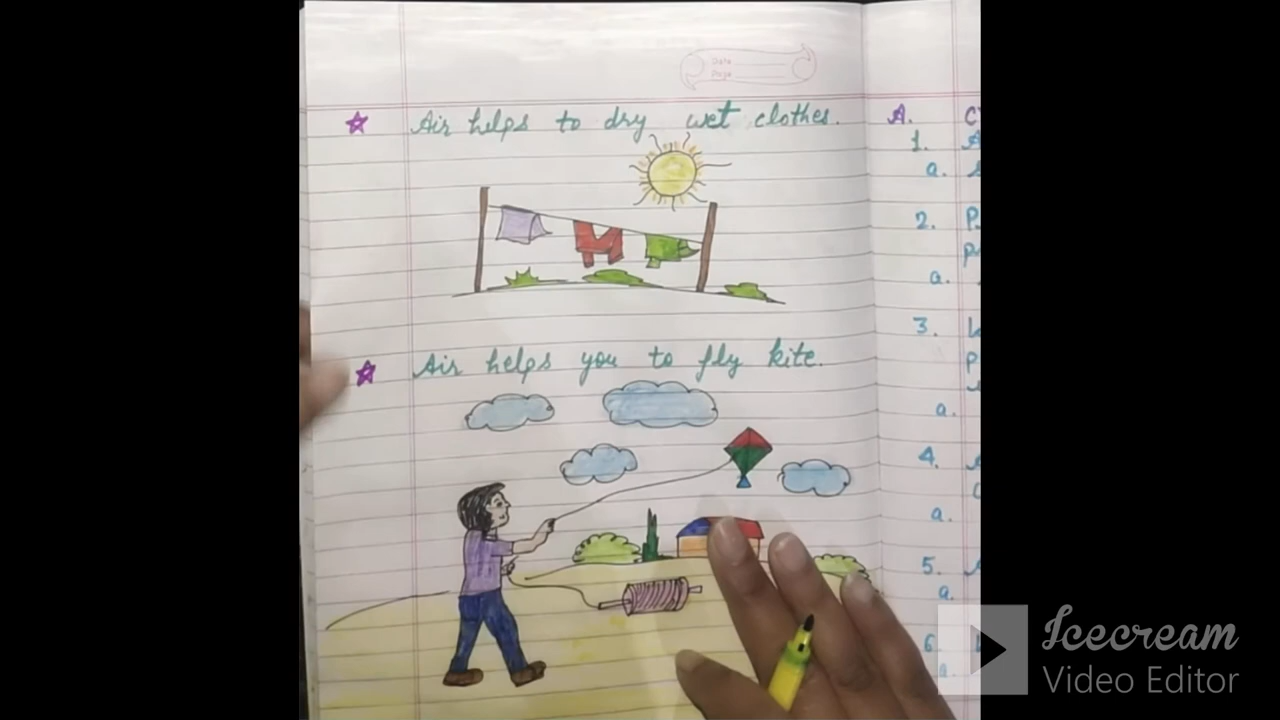 Date
Page
Air helps to dry wet clothes.
Air helps you to fly kite.
A.
1.
a.
2.
a.
3.
a.
4.
a.
5.
a.
6.
a.
Icecream
Video Editor